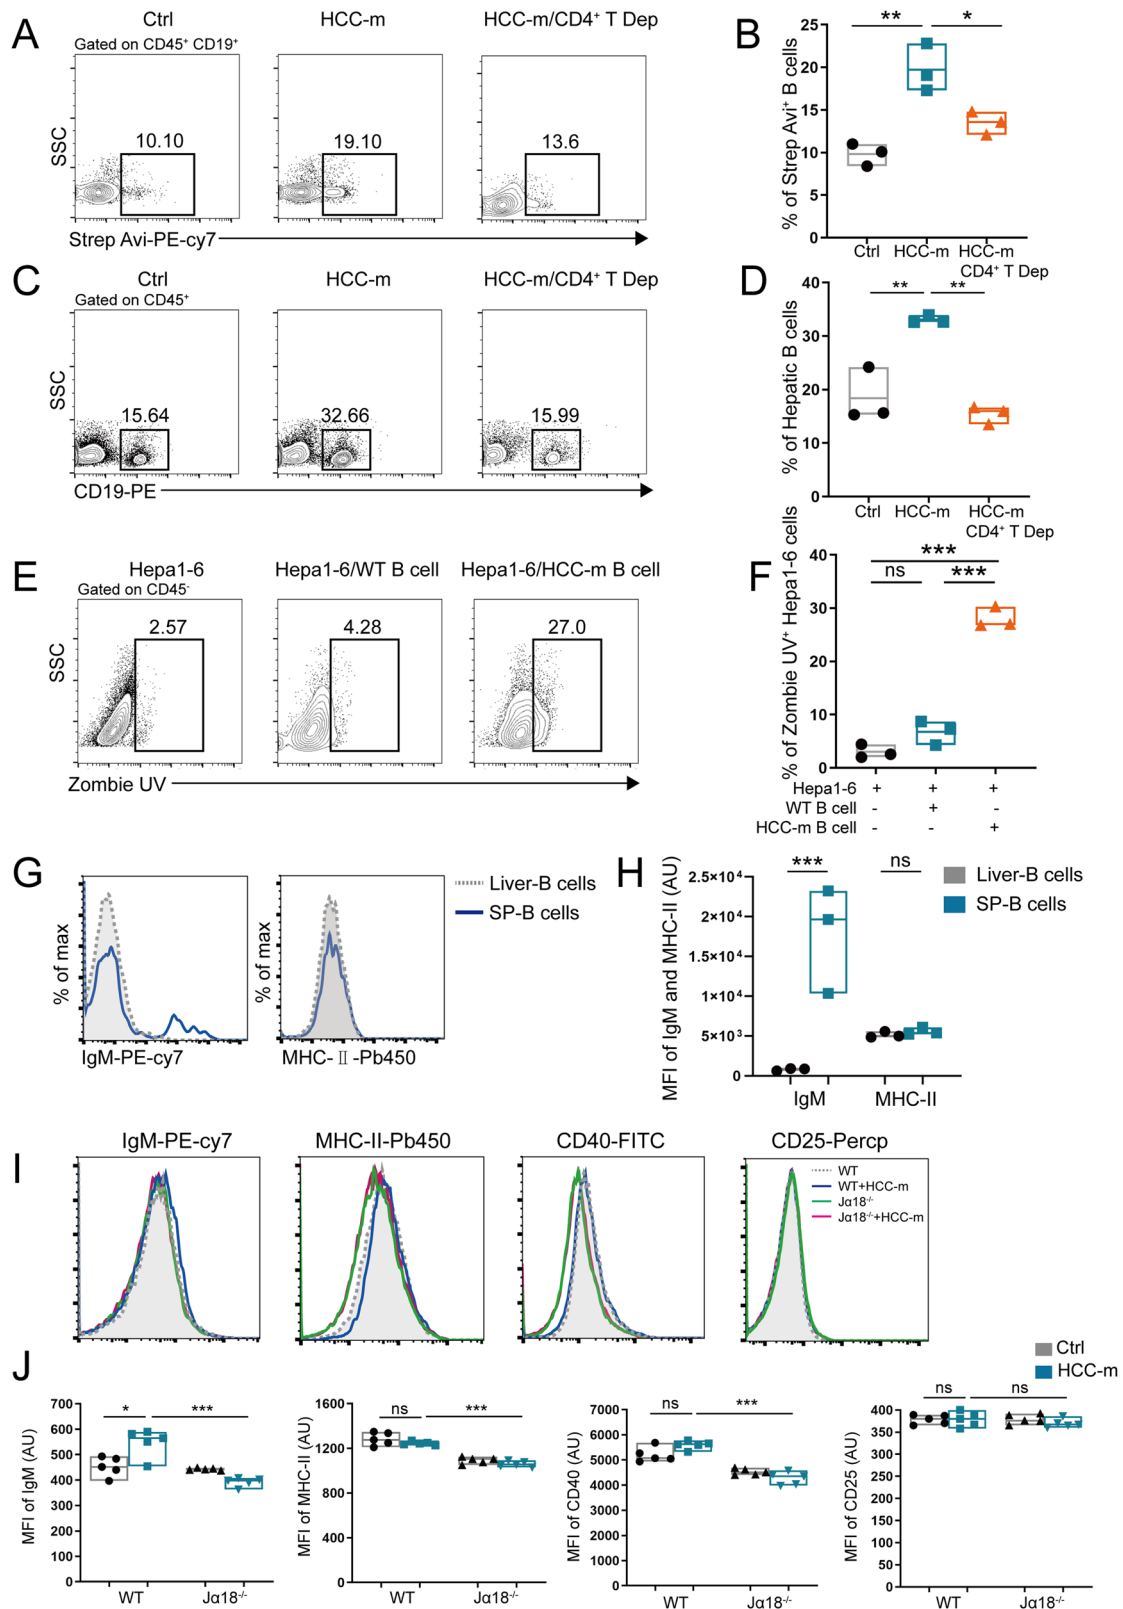 A
Ctrl
HCC-m
HCC-m/CD4⁺ T Dep
Gated on CD45⁺ CD19⁺
10.10
19.10
13.6
SSC
Strep Avi-PE-cy7
B
** *
% of Strep Avi⁺ B cells
25
20
15
10
5
0
Ctrl
HCC-m
HCC-m
CD4⁺ T Dep
C
Ctrl
HCC-m
HCC-m/CD4⁺ T Dep
Gated on CD45⁺
15.64
32.66
15.99
SSC
CD19-PE
D
** **
% of Hepatic B cells
40
30
20
10
0
Ctrl
HCC-m
HCC-m
CD4⁺ T Dep
E
Hepa1-6
Hepa1-6/WT B cell
Hepa1-6/HCC-m B cell
Gated on CD45⁻
2.57
4.28
27.0
SSC
Zombie UV
F
***
ns ***
% of Zombie UV⁺ Hepa1-6 cells
40
30
20
10
0
Hepa1-6 + + +
WT B cell - + -
HCC-m B cell - - +
G
% of max
IgM-PE-cy7
% of max
MHC-Ⅱ-Pb450
Liver-B cells
SP-B cells
H
*** ns
MFI of IgM and MHC-II (AU)
2.5×10⁴
2×10⁴
1.5×10⁴
1×10⁴
5×10³
0
IgM
MHC-II
Liver-B cells
SP-B cells
I
IgM-PE-cy7
MHC-II-Pb450
CD40-FITC
CD25-Percp
WT
WT+HCC-m
Jα18⁻/⁻
Jα18⁻/⁻+HCC-m
J
Ctrl
HCC-m
MFI of IgM (AU)
700
600
500
400
300
200
100
0
* ***
WT
Jα18⁻/⁻
MFI of MHC-II (AU)
1600
1200
800
400
0
ns ***
WT
Jα18⁻/⁻
MFI of CD40 (AU)
7000
6000
5000
4000
3000
2000
1000
0
ns ***
WT
Jα18⁻/⁻
MFI of CD25 (AU)
400
350
300
250
200
150
100
50
0
ns ns
WT
Jα18⁻/⁻